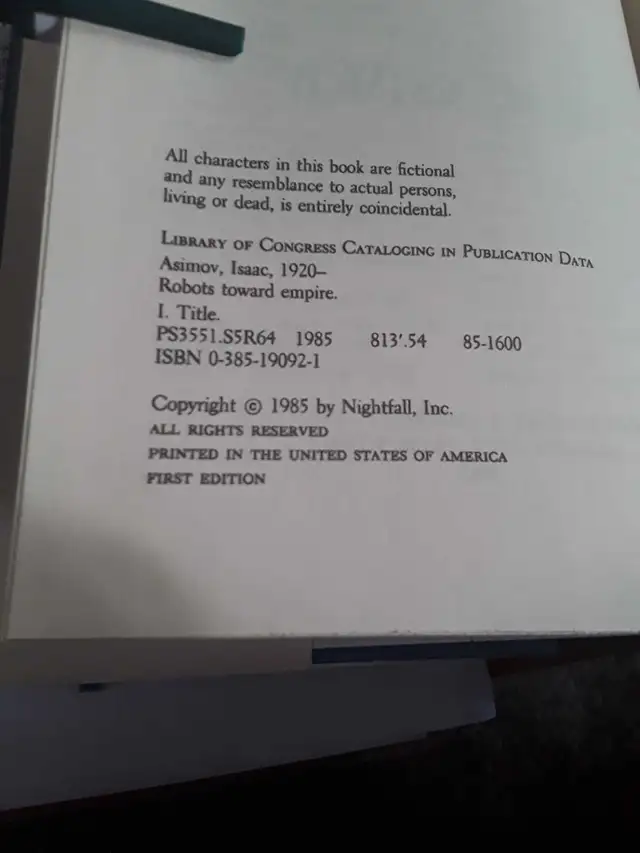 All characters in this book are fictional
and any resemblance to actual persons,
living or dead, is entirely coincidental.
LIBRARY OF CONGRESS CATALOGING IN PUBLICATION DATA
Asimov, Isaac, 1920–
Robots toward empire.
I. Title.
PS3551.S5R64 1985 813'.54 85-1600
ISBN 0-385-19092-1
Copyright © 1985 by Nightfall, Inc.
ALL RIGHTS RESERVED
PRINTED IN THE UNITED STATES OF AMERICA
FIRST EDITION